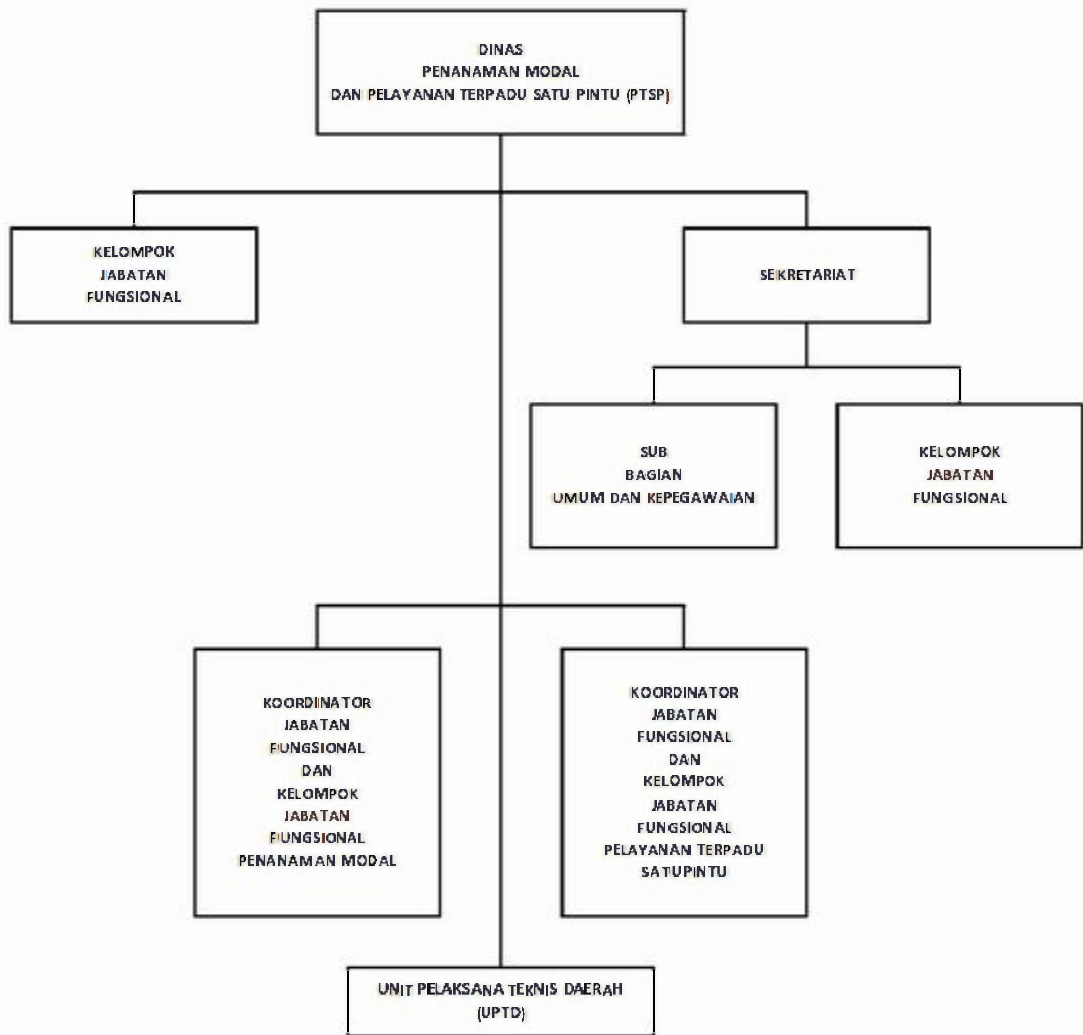 DINAS
PENANAMAN MODAL
DAN PELAYANAN TERPADU SATU PINTU (PTSP)
KELOMPOK
JABATAN
FUNGSIONAL
SEKRETARIAT
SUB
BAGIAN
UMUM DAN KEPEGAWAIAN
KELOMPOK
JABATAN
FUNGSIONAL
KOORDINATOR
JABATAN
FUNGSIONAL
DAN
KELOMPOK
JABATAN
FUNGSIONAL
PENANAMAN MODAL
KOORDINATOR
JABATAN
FUNGSIONAL
DAN
KELOMPOK
JABATAN
FUNGSIONAL
PELAYANAN TERPADU
SATUPINTU
UNIT PELAKSANA TEKNIS DAERAH
(UPTD)